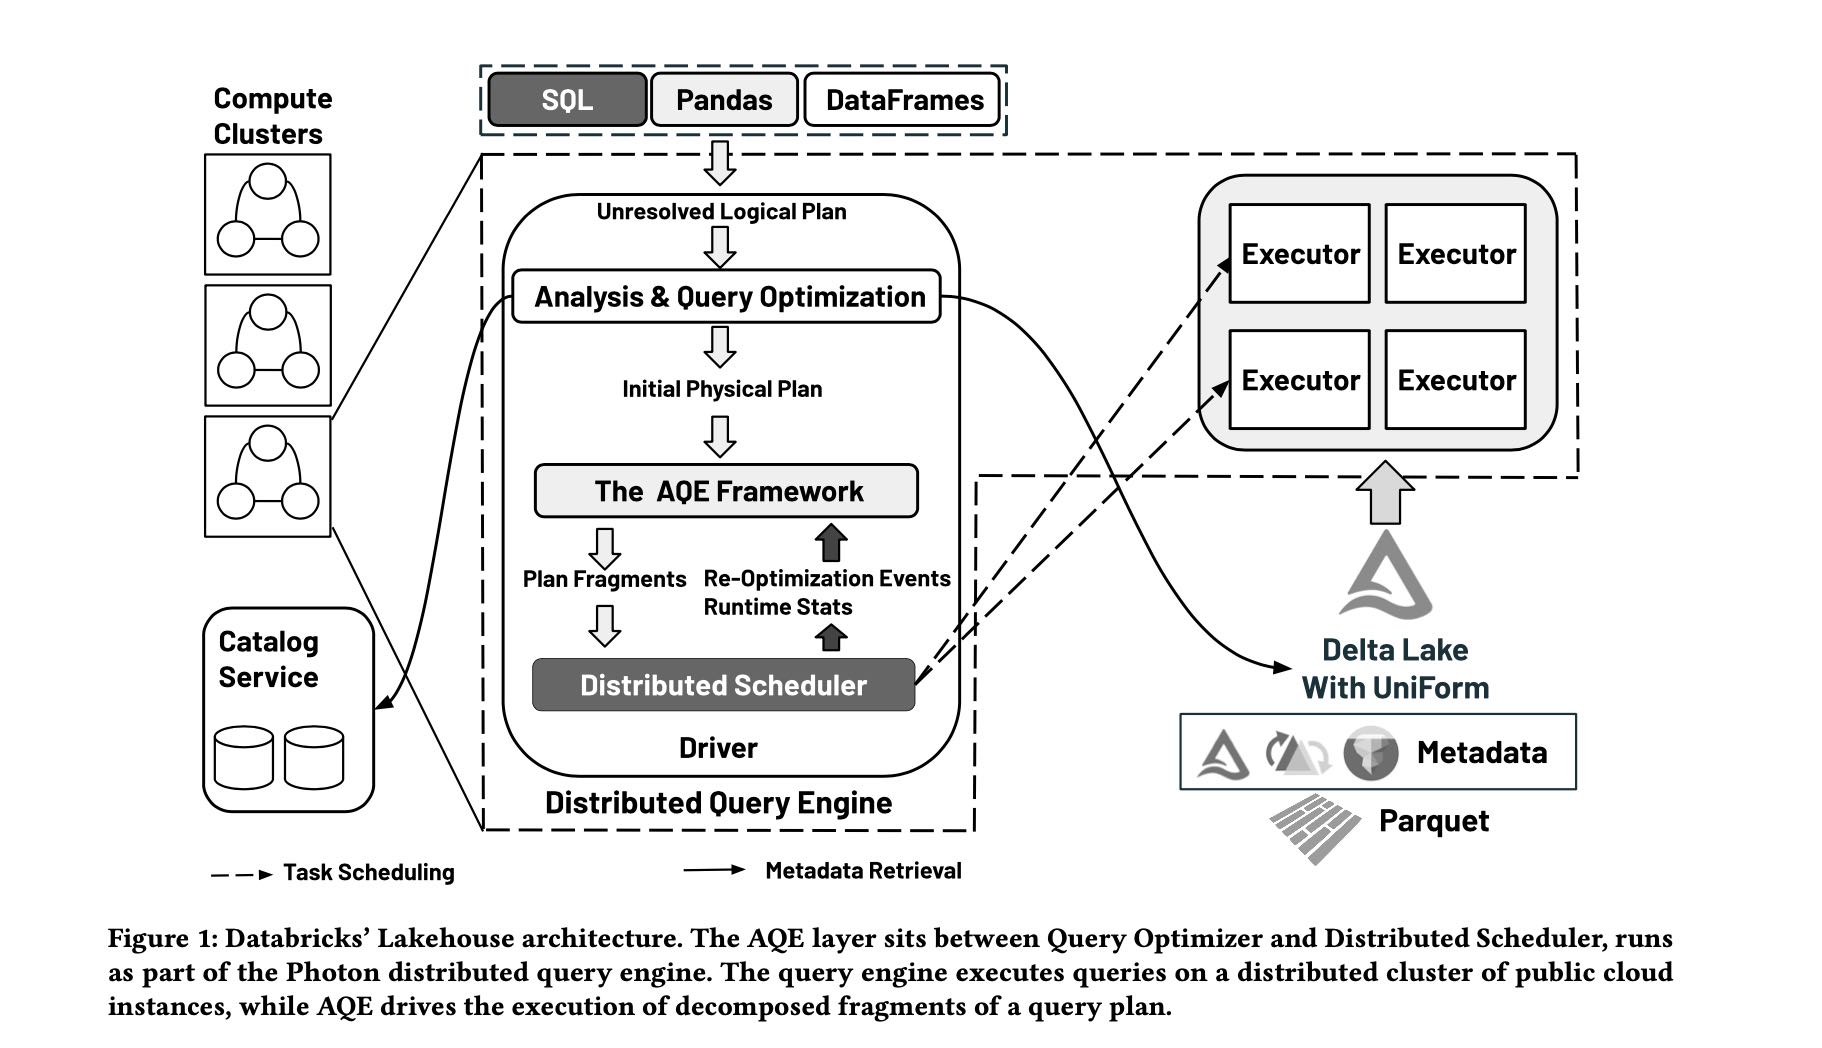 Compute
Clusters
SQL
Pandas
DataFrames
Unresolved Logical Plan
Analysis & Query Optimization
Initial Physical Plan
The AQE Framework
Plan Fragments
Re-Optimization Events
Runtime Stats
Distributed Scheduler
Driver
Distributed Query Engine
Executor
Executor
Executor
Executor
Catalog
Service
Delta Lake
With UniForm
Metadata
Parquet
Task Scheduling
Metadata Retrieval
Figure 1: Databricks’ Lakehouse architecture. The AQE layer sits between Query Optimizer and Distributed Scheduler, runs
as part of the Photon distributed query engine. The query engine executes queries on a distributed cluster of public cloud
instances, while AQE drives the execution of decomposed fragments of a query plan.